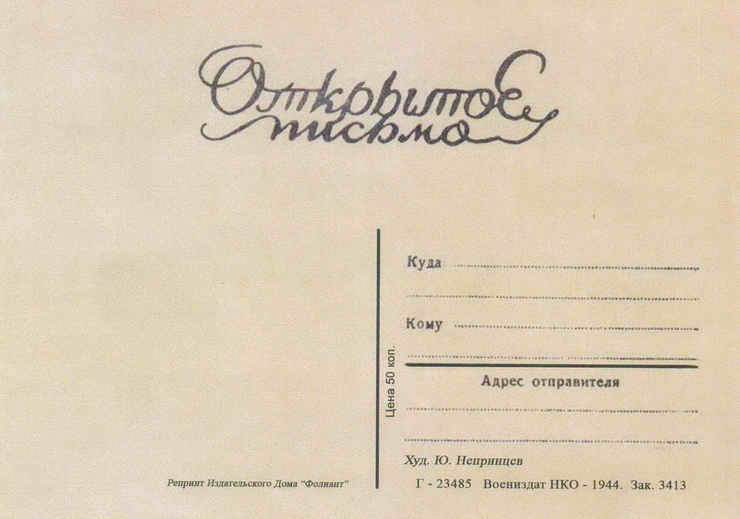 Открытое
письмо
Куда
Кому
Цена 50 коп.
Адрес отправителя
Худ. Ю. Непринцев
Репринт Издательского Дома "Фолиант"
Г - 23485 Воениздат НКО - 1944. Зак. 3413